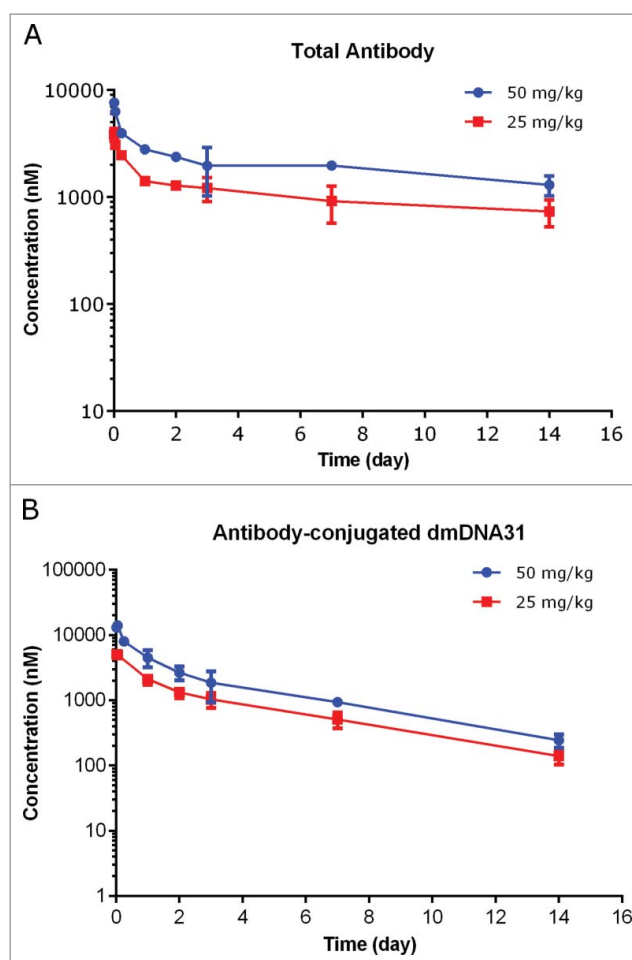 A
Total Antibody
50 mg/kg
25 mg/kg
Concentration (nM)
10000
1000
100
10
0 2 4 6 8 10 12 14 16
Time (day)
B
Antibody-conjugated dmDNA31
50 mg/kg
25 mg/kg
Concentration (nM)
100000
10000
1000
100
10
1
0 2 4 6 8 10 12 14 16
Time (day)